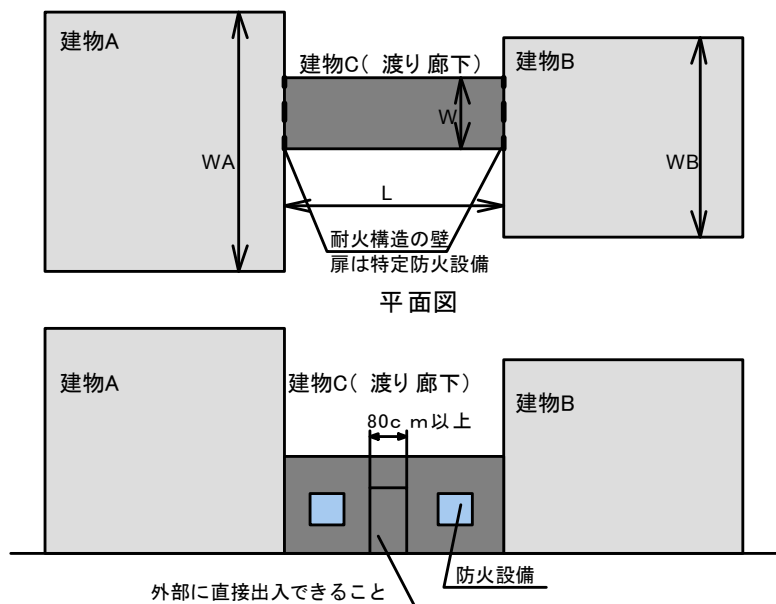 建物A
建物C( 渡り 廊下)
建物B
W
WA
WB
L
耐火構造の壁
扉は特定防火設備
平 面図
建物A
建物C( 渡り 廊下)
建物B
80c m以上
防火設備
外部に直接出入できること